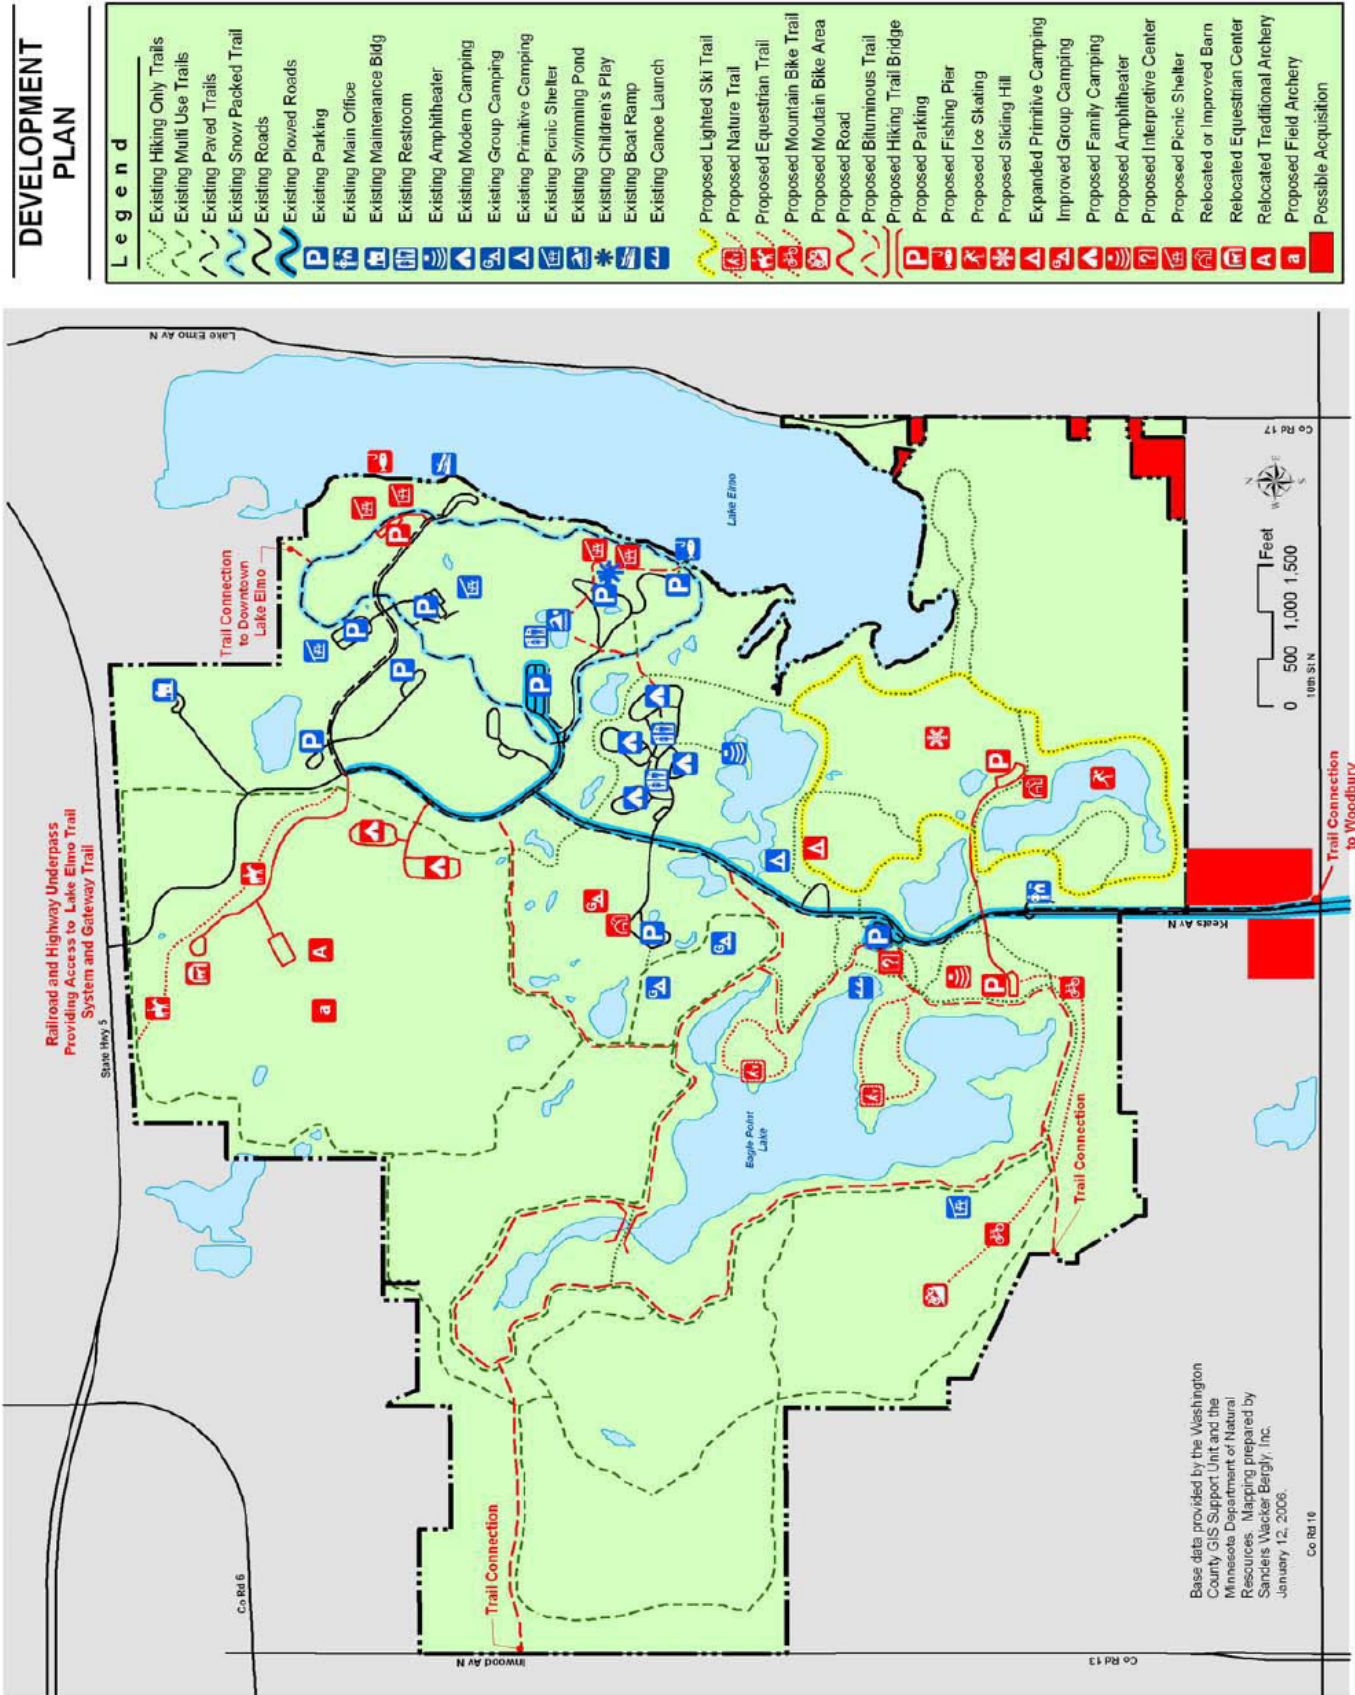 DEVELOPMENT
PLAN
Legend
Existing Hiking Only Trails
Existing Multi Use Trails
Existing Paved Trails
Existing Snow Packed Trail
Existing Roads
Existing Plowed Roads
P Existing Parking
Existing Main Office
Existing Maintenance Bldg
Existing Restroom
Existing Amphitheater
Existing Modern Camping
G Existing Group Camping
Existing Primitive Camping
Existing Picnic Shelter
Existing Swimming Pond
Existing Children's Play
Existing Boat Ramp
Existing Canoe Launch
Proposed Lighted Ski Trail
Proposed Nature Trail
Proposed Equestrian Trail
Proposed Mountain Bike Trail
Proposed Moutain Bike Area
Proposed Road
Proposed Bituminous Trail
Proposed Hiking Trail Bridge
P Proposed Parking
Proposed Fishing Pier
Proposed Ice Skating
Proposed Sliding Hill
Expanded Primitive Camping
G Improved Group Camping
Proposed Family Camping
Proposed Amphitheater
? Proposed Interpretive Center
Proposed Picnic Shelter
Relocated or Improved Barn
Relocated Equestrian Center
A Relocated Traditional Archery
a Proposed Field Archery
Possible Acquisition
Railroad and Highway Underpass
Providing Access to Lake Elmo Trail
System and Gateway Trail
State Hwy 5
Lake Elmo Av N
Trail Connection
to Downtown
Lake Elmo
Lake Elmo
P
P
P
P
P
P
P
P
P
P
P
P
G
G
G
A
a
?
Eagle Point
Lake
Trail Connection
Trail Connection
Co Rd 6
Inwood Av N
Co Rd 13
Co Rd 17
N
E
S
W
Feet
0 500 1,000 1,500
10th St N
Keats Av N
Trail Connection
to Woodbury
Co Rd 10
Base data provided by the Washington
County GIS Support Unit and the
Minnesota Department of Natural
Resources. Mapping prepared by
Sanders Wacker Bergly, Inc.
January 12, 2006.